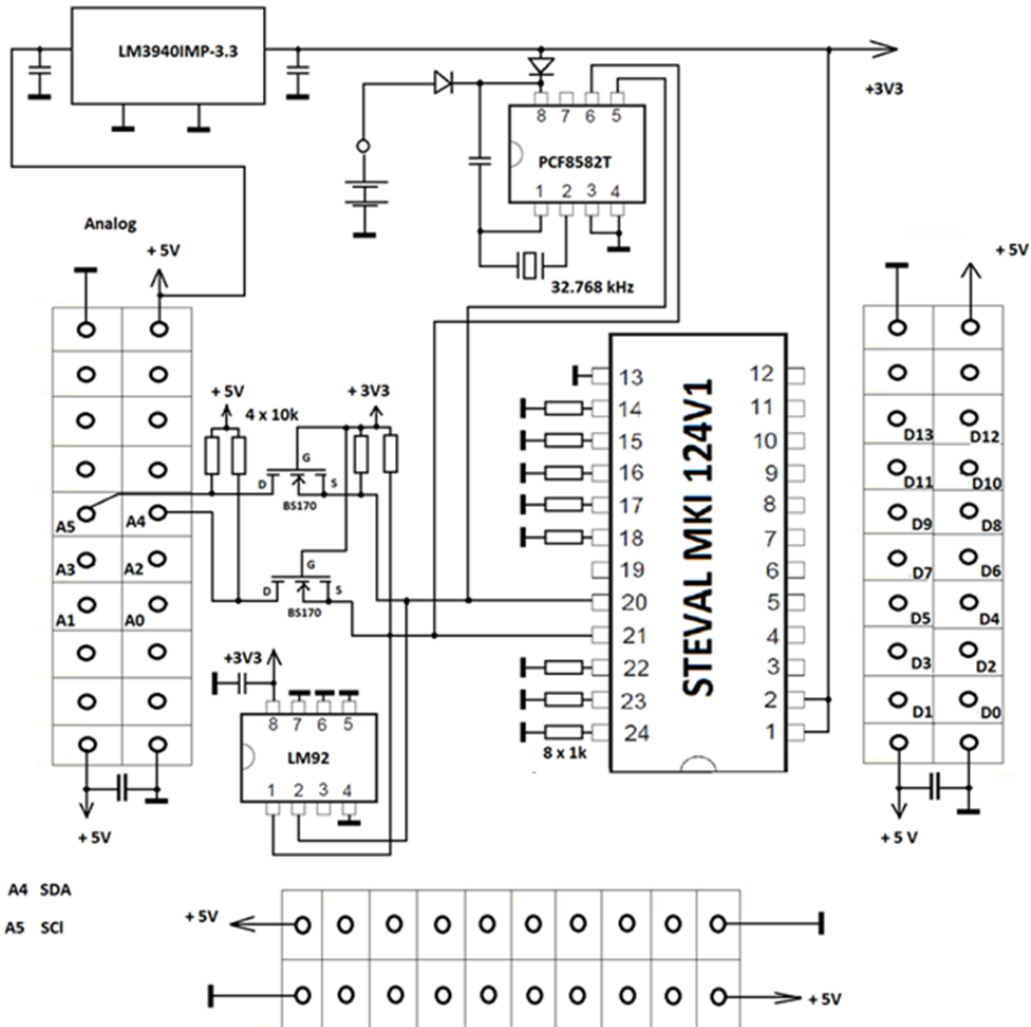 LM3940IMP-3.3
+3V3
8 7 6 5
PCF8582T
1 2 3 4
32.768 kHz
Analog
+ 5V
+ 5V
+ 5V
4 x 10k
+ 3V3
G
D S
BS170
G
D S
BS170
A5 A4
A3 A2
A1 A0
+ 5V
+3V3
8 7 6 5
LM92
1 2 3 4
STEVAL MKI 124V1
13 12
14 11
15 10
16 9
17 8
18 7
19 6
20 5
21 4
22 3
23 2
24 1
8 x 1k
D13 D12
D11 D10
D9 D8
D7 D6
D5 D4
D3 D2
D1 D0
+ 5 V
A4 SDA
A5 SCl
+ 5V
+ 5V